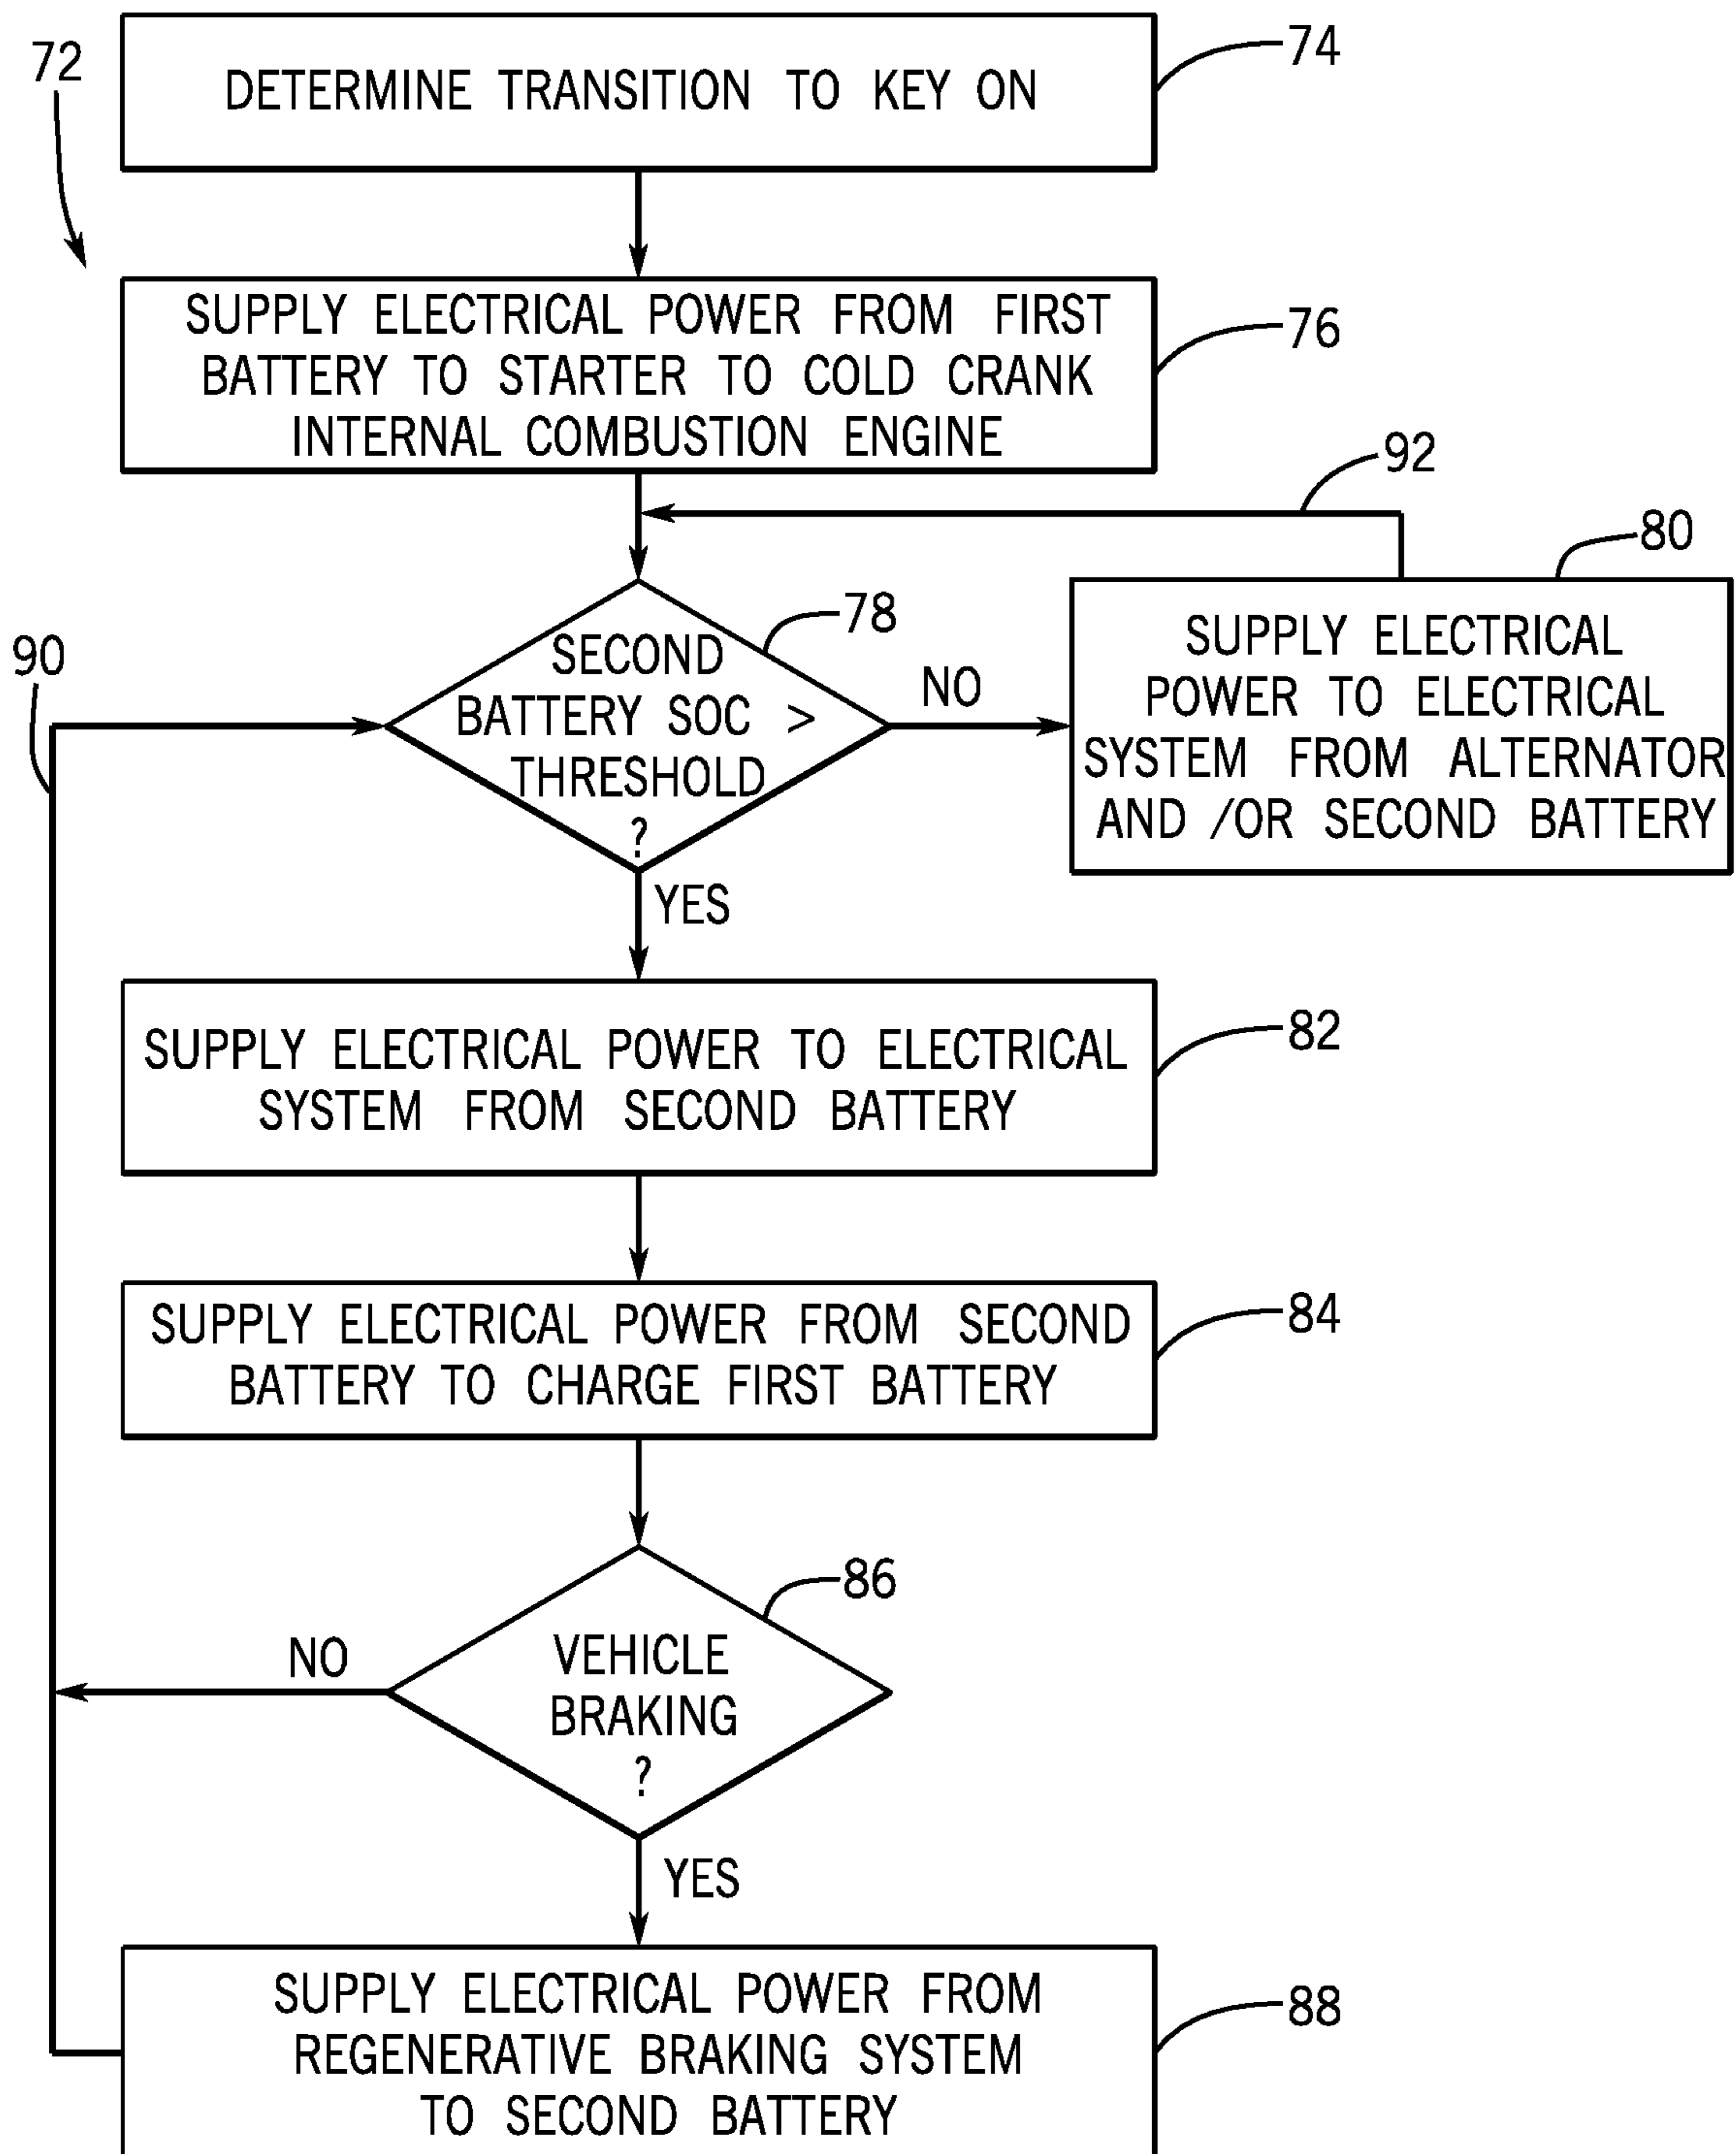 72
DETERMINE TRANSITION TO KEY ON
74
SUPPLY ELECTRICAL POWER FROM FIRST
BATTERY TO STARTER TO COLD CRANK
INTERNAL COMBUSTION ENGINE
76
92
80
78
SECOND
BATTERY SOC >
THRESHOLD
?
NO
SUPPLY ELECTRICAL
POWER TO ELECTRICAL
SYSTEM FROM ALTERNATOR
AND /OR SECOND BATTERY
90
YES
SUPPLY ELECTRICAL POWER TO ELECTRICAL
SYSTEM FROM SECOND BATTERY
82
SUPPLY ELECTRICAL POWER FROM SECOND
BATTERY TO CHARGE FIRST BATTERY
84
86
VEHICLE
BRAKING
?
NO
YES
SUPPLY ELECTRICAL POWER FROM
REGENERATIVE BRAKING SYSTEM
TO SECOND BATTERY
88